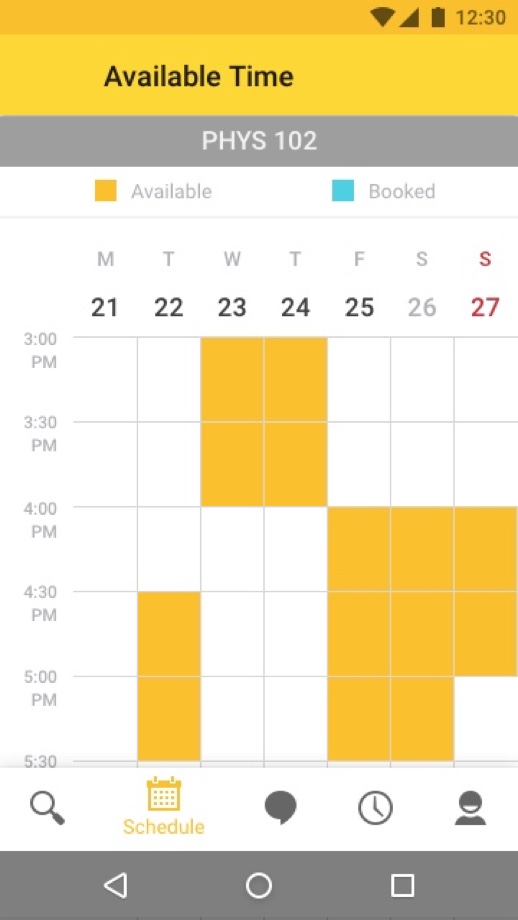 12:30
Available Time
PHYS 102
Available Booked
M T W T F S S
21 22 23 24 25 26 27
3:00
PM
3:30
PM
4:00
PM
4:30
PM
5:00
PM
5:30
Schedule